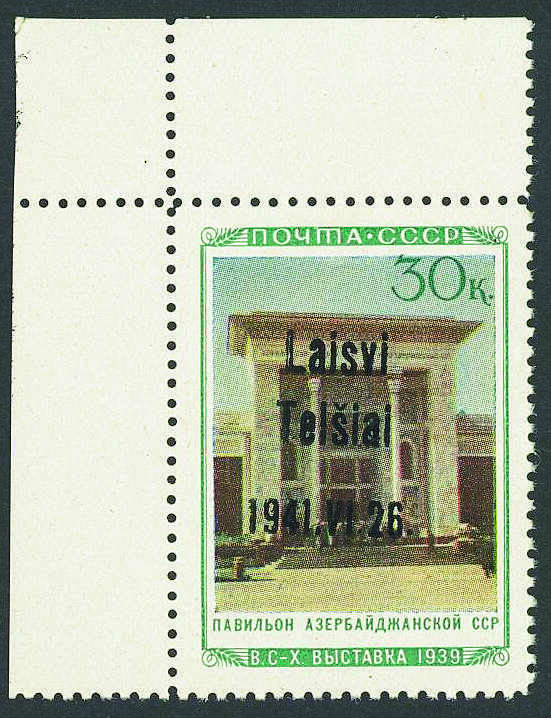 ПОЧТА·СССР
30к.
Laisvi
Telšiai
1941.VI.26.
ПАВИЛЬОН АЗЕРБАЙДЖАНСКОЙ ССР
В.С-Х. ВЫСТАВКА 1939